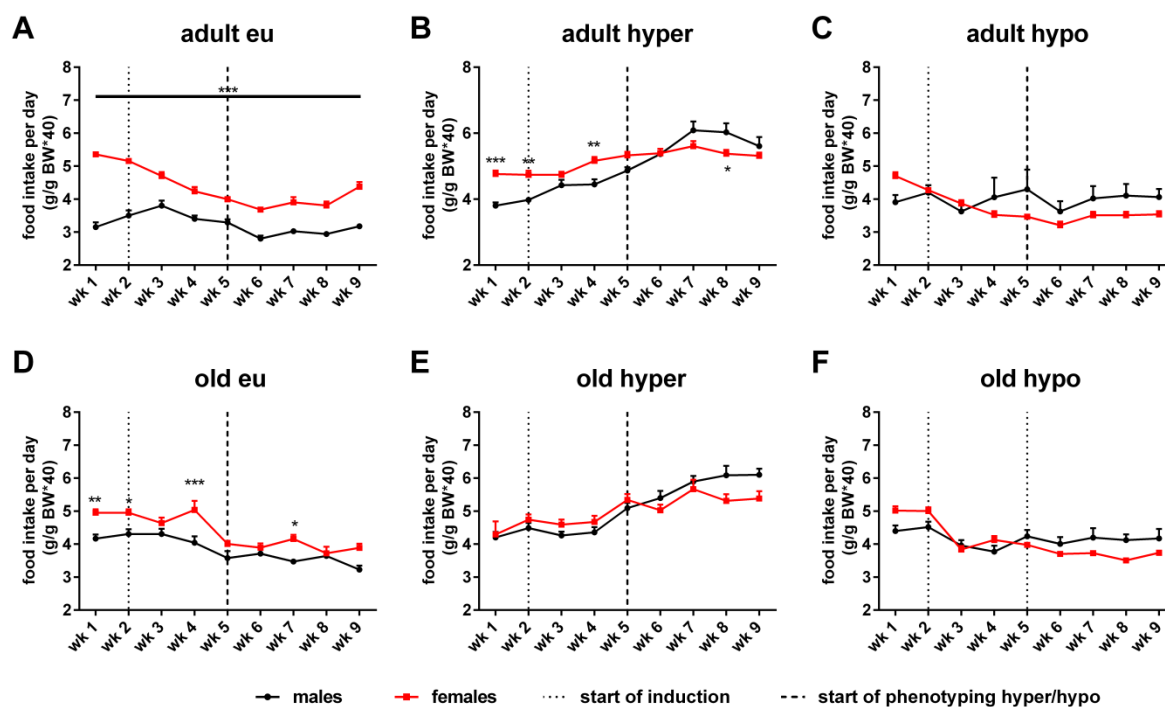 A
adult eu
food intake per day
(g/g BW*40)
8
7
6
5
4
3
2
***
wk 1
wk 2
wk 3
wk 4
wk 5
wk 6
wk 7
wk 8
wk 9
B
adult hyper
food intake per day
(g/g BW*40)
8
7
6
5
4
3
2
***
**
**
*
wk 1
wk 2
wk 3
wk 4
wk 5
wk 6
wk 7
wk 8
wk 9
C
adult hypo
food intake per day
(g/g BW*40)
8
7
6
5
4
3
2
wk 1
wk 2
wk 3
wk 4
wk 5
wk 6
wk 7
wk 8
wk 9
D
old eu
food intake per day
(g/g BW*40)
8
7
6
5
4
3
2
**
*
***
*
wk 1
wk 2
wk 3
wk 4
wk 5
wk 6
wk 7
wk 8
wk 9
E
old hyper
food intake per day
(g/g BW*40)
8
7
6
5
4
3
2
wk 1
wk 2
wk 3
wk 4
wk 5
wk 6
wk 7
wk 8
wk 9
F
old hypo
food intake per day
(g/g BW*40)
8
7
6
5
4
3
2
wk 1
wk 2
wk 3
wk 4
wk 5
wk 6
wk 7
wk 8
wk 9
males females start of induction start of phenotyping hyper/hypo